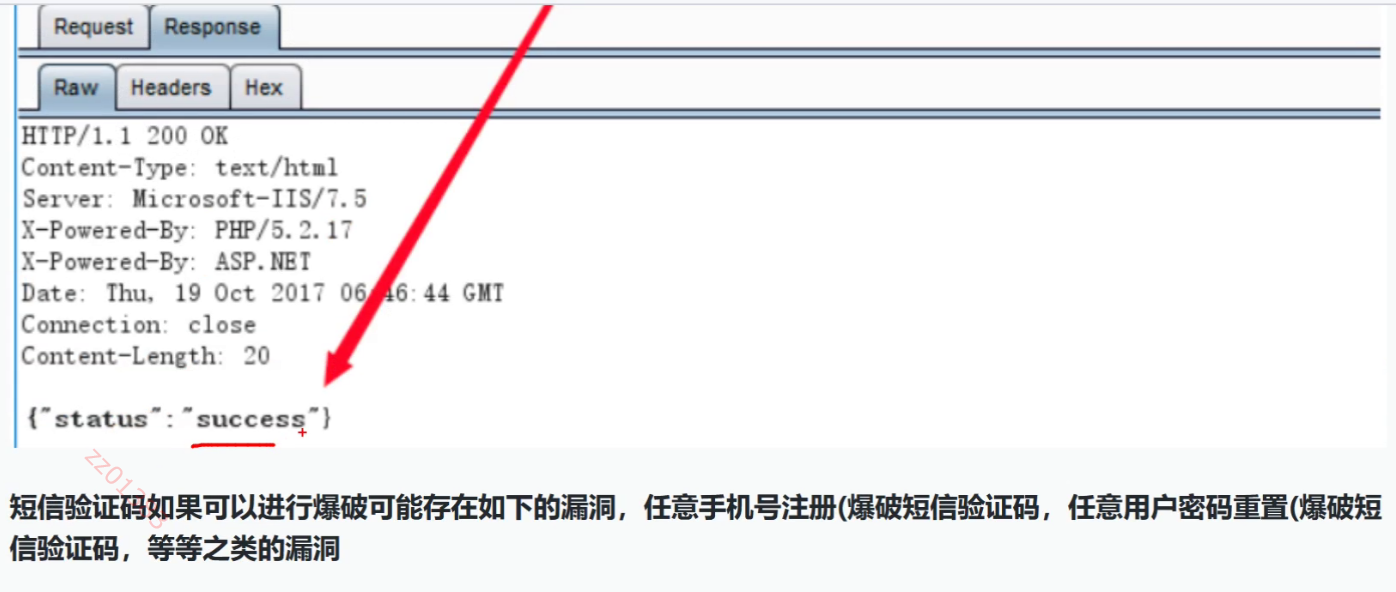 Request Response
Raw Headers Hex
HTTP/1.1 200 OK
Content-Type: text/html
Server: Microsoft-IIS/7.5
X-Powered-By: PHP/5.2.17
X-Powered-By: ASP.NET
Date: Thu, 19 Oct 2017 06:46:44 GMT
Connection: close
Content-Length: 20
{"status":"success"}
短信验证码如果可以进行爆破可能存在如下的漏洞，任意手机号注册(爆破短信验证码，任意用户密码重置(爆破短
信验证码，等等之类的漏洞